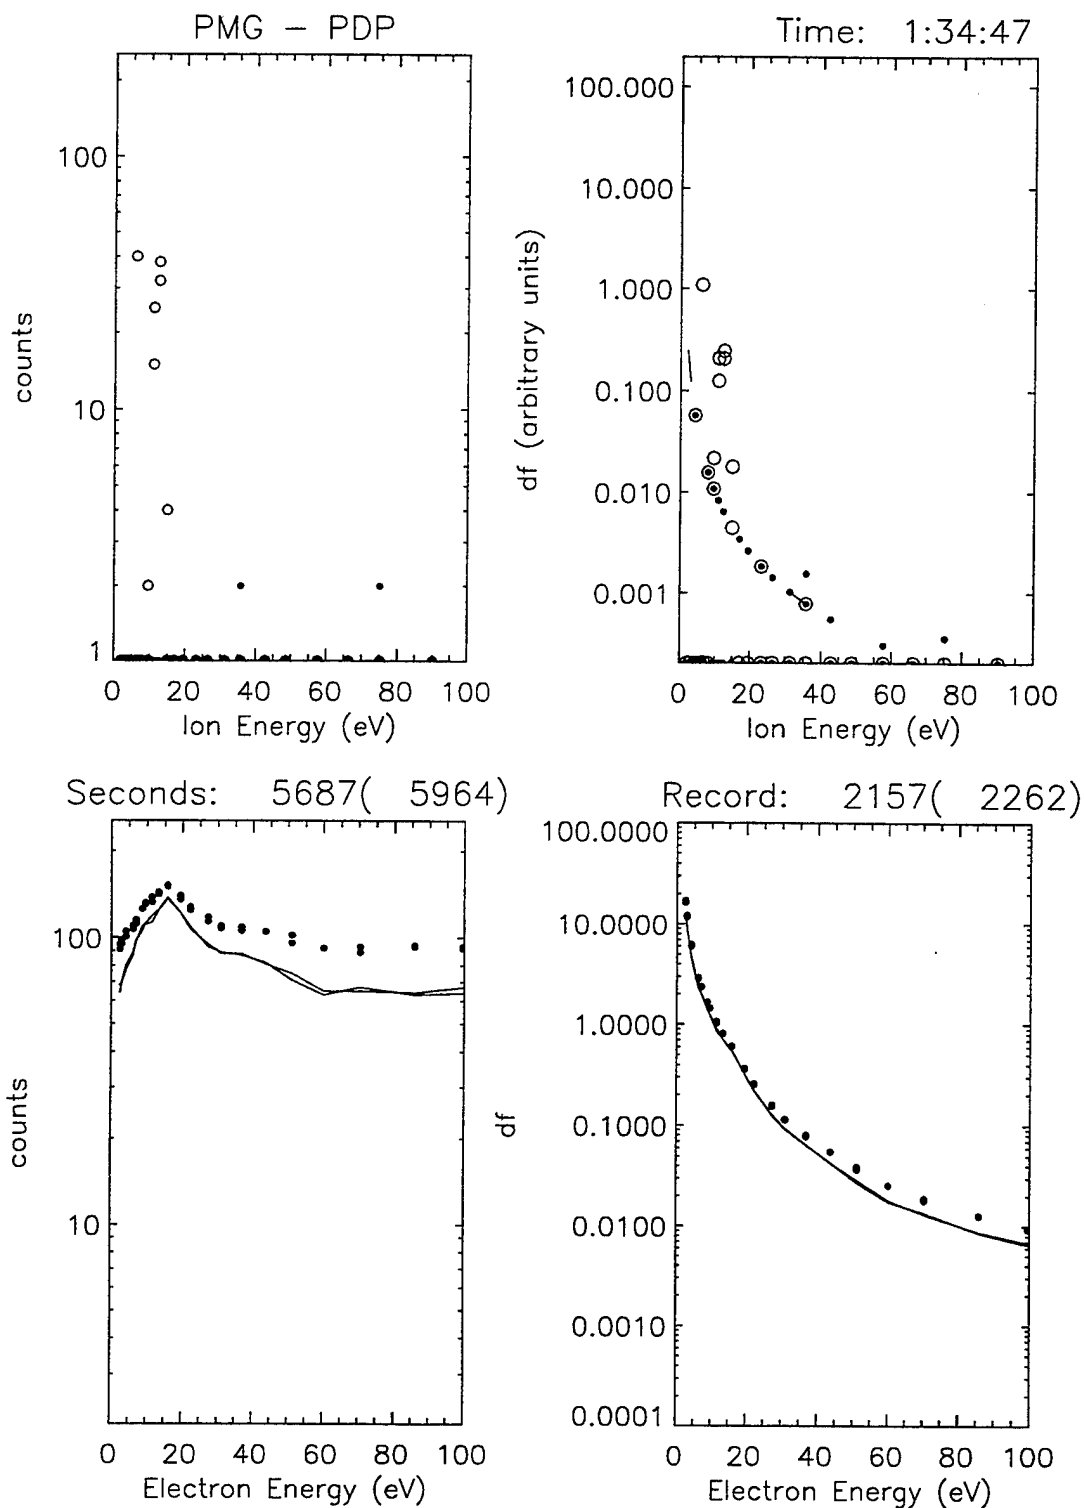 PMG – PDP
Time: 1:34:47
100
10
1
counts
0 20 40 60 80 100
Ion Energy (eV)
100.000
10.000
1.000
0.100
0.010
0.001
df (arbitrary units)
0 20 40 60 80 100
Ion Energy (eV)
Seconds: 5687( 5964)
Record: 2157( 2262)
100
10
counts
0 20 40 60 80 100
Electron Energy (eV)
100.0000
10.0000
1.0000
0.1000
0.0100
0.0010
0.0001
df
0 20 40 60 80 100
Electron Energy (eV)